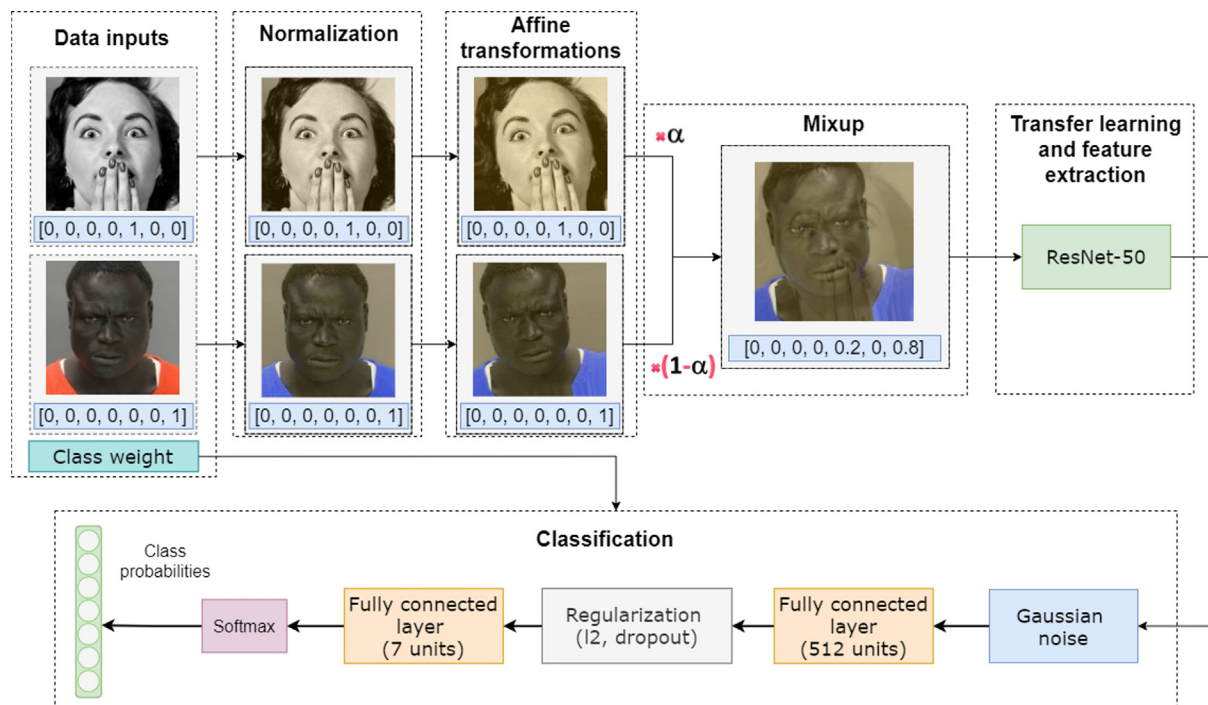 Data inputs
[0, 0, 0, 0, 1, 0, 0]
[0, 0, 0, 0, 0, 0, 1]
Class weight
Normalization
[0, 0, 0, 0, 1, 0, 0]
[0, 0, 0, 0, 0, 0, 1]
Affine
transformations
[0, 0, 0, 0, 1, 0, 0]
[0, 0, 0, 0, 0, 0, 1]
×α
×(1-α)
Mixup
[0, 0, 0, 0, 0.2, 0, 0.8]
Transfer learning
and feature
extraction
ResNet-50
Classification
Class
probabilities
Softmax
Fully connected
layer
(7 units)
Regularization
(l2, dropout)
Fully connected
layer
(512 units)
Gaussian
noise